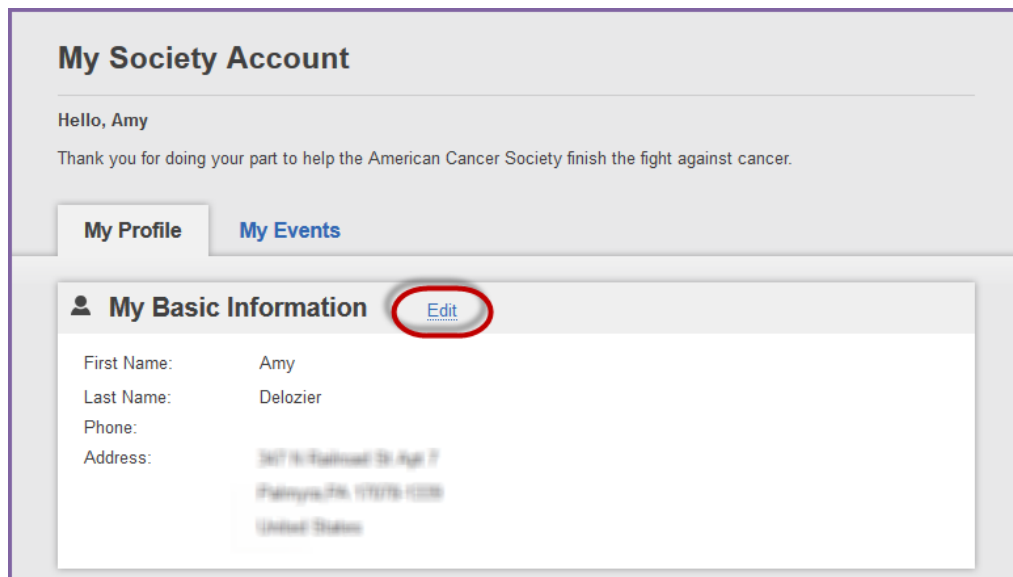 My Society Account
Hello, Amy
Thank you for doing your part to help the American Cancer Society finish the fight against cancer.
My Profile My Events
My Basic Information Edit
First Name: Amy
Last Name: Delozier
Phone:
Address: